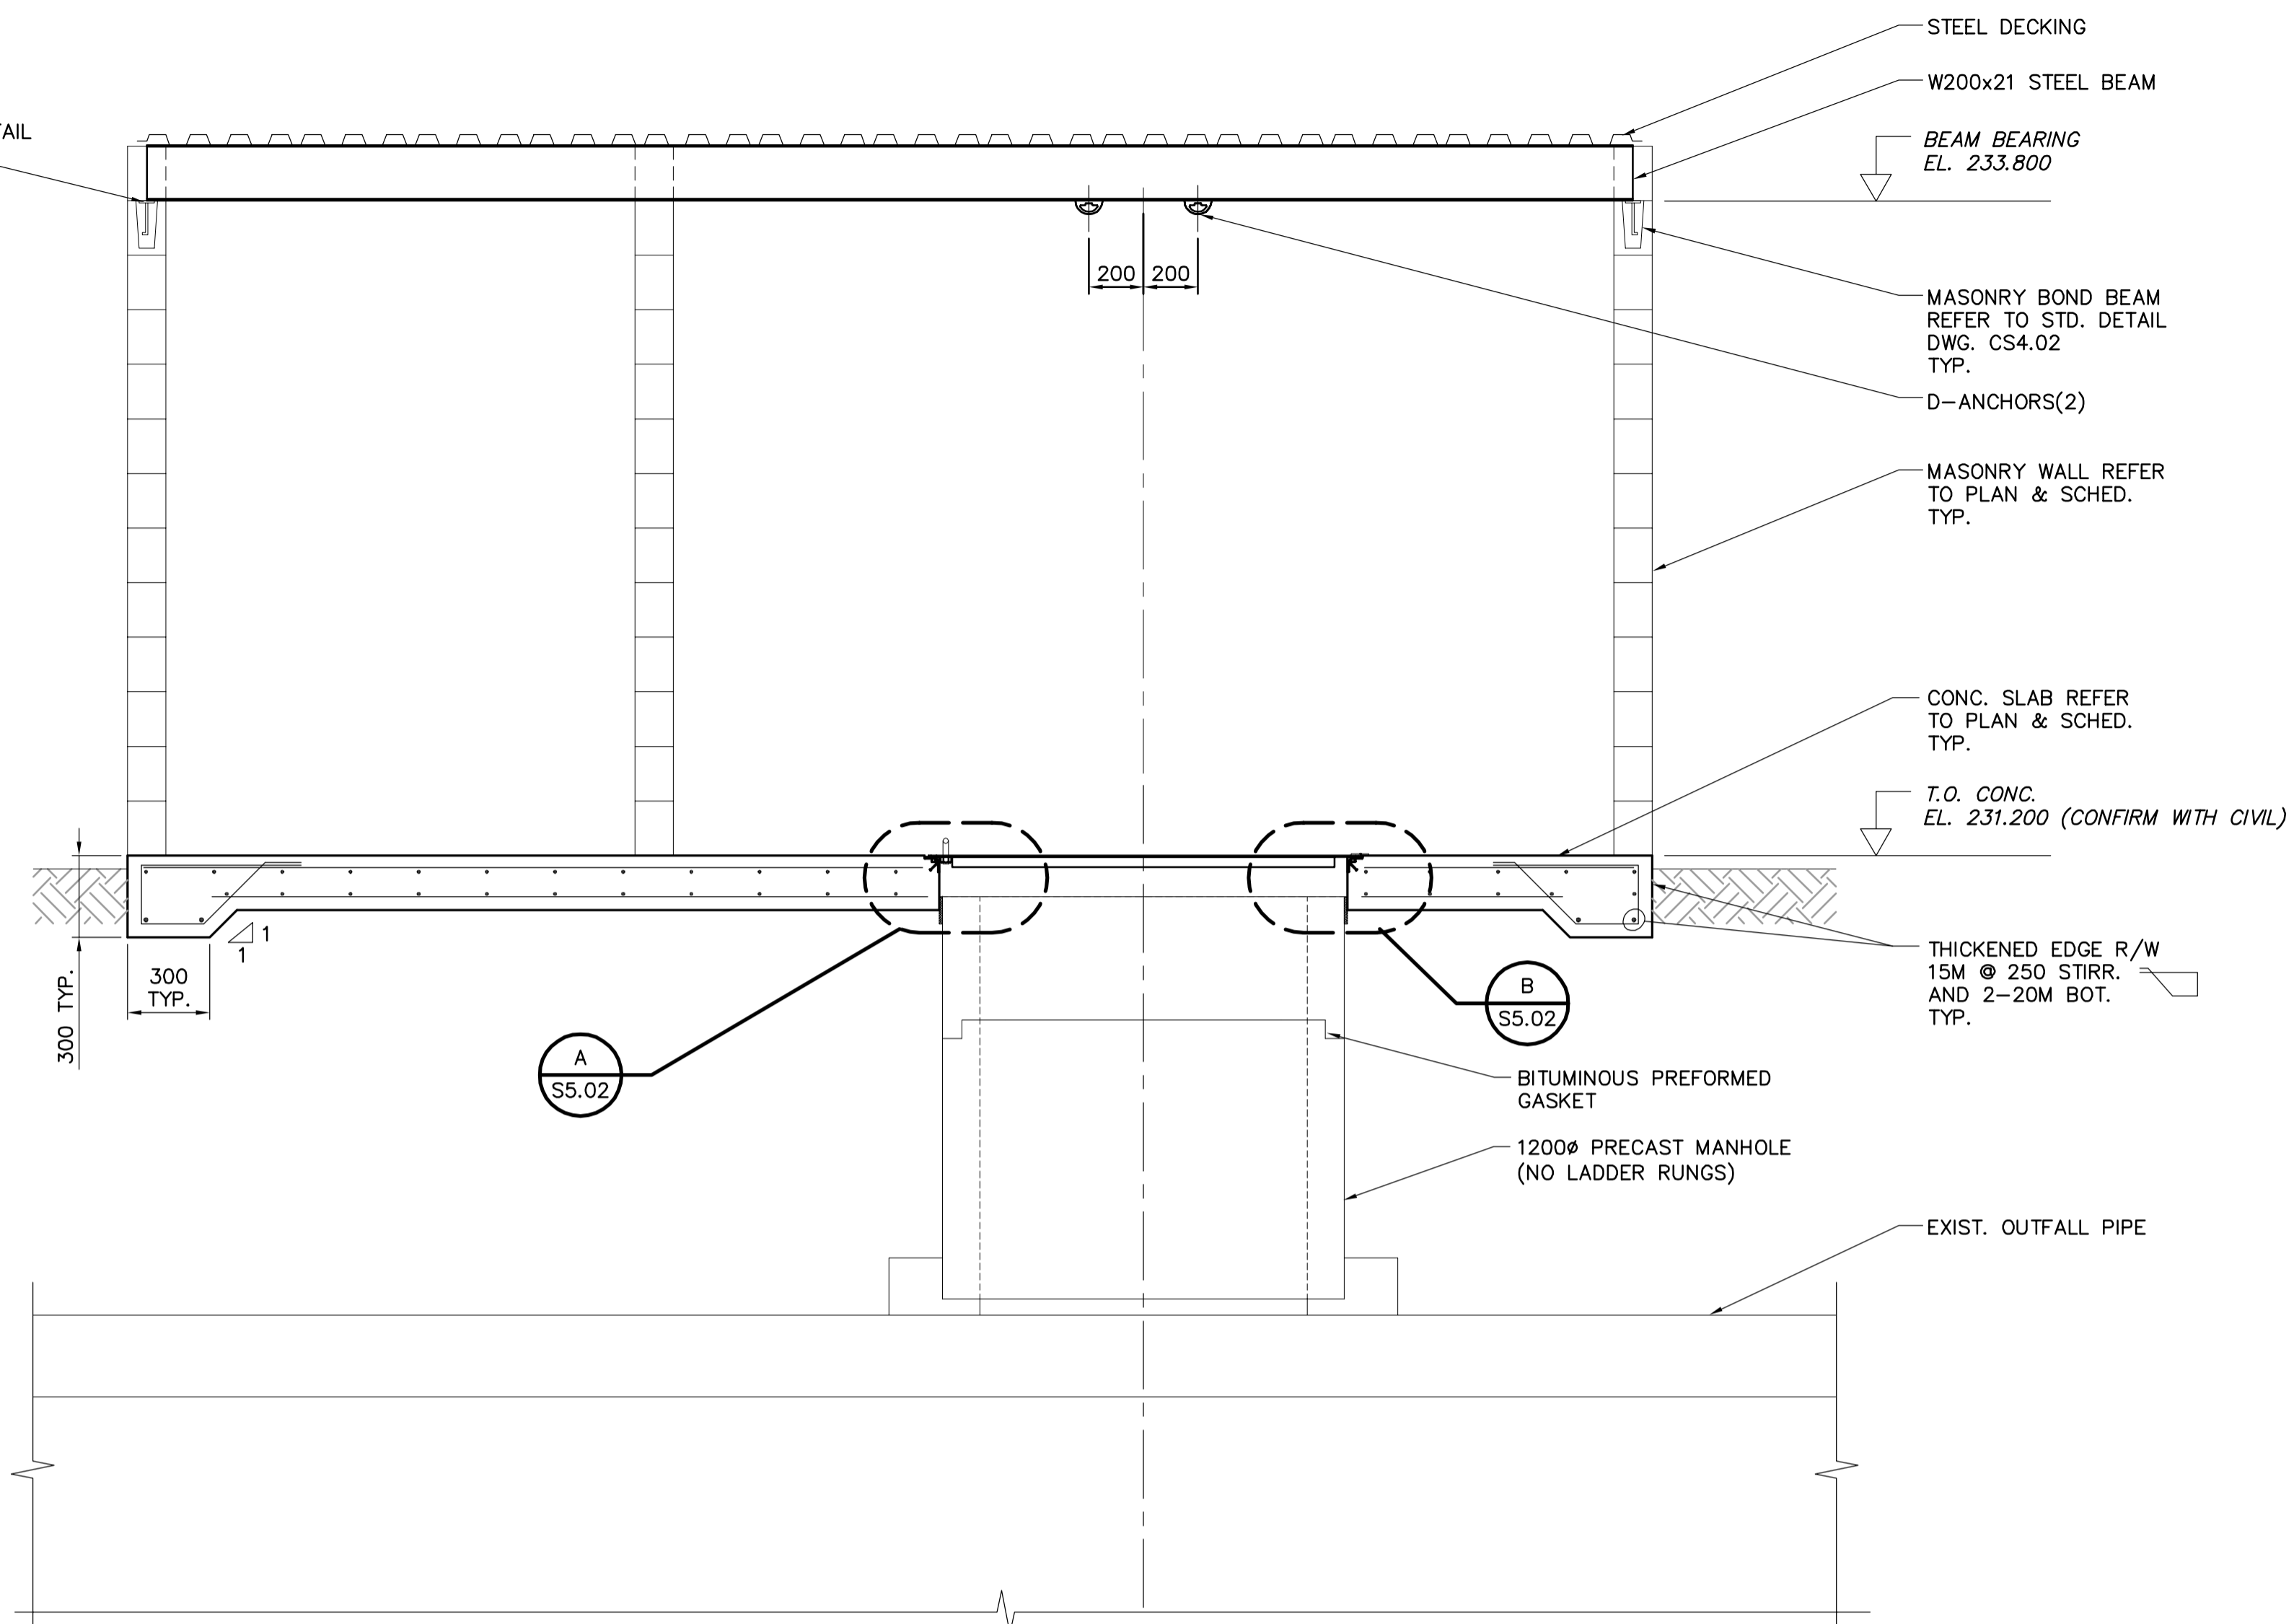 STEEL DECKING
W200x21 STEEL BEAM
BEAM BEARING
EL. 233.800
200
200
MASONRY BOND BEAM
REFER TO STD. DETAIL
DWG. CS4.02
TYP.
D-ANCHORS(2)
MASONRY WALL REFER
TO PLAN & SCHED.
TYP.
CONC. SLAB REFER
TO PLAN & SCHED.
TYP.
T.O. CONC.
EL. 231.200 (CONFIRM WITH CIVIL)
300 TYP.
300
TYP.
1
1
THICKENED EDGE R/W
15M @ 250 STIRR.
AND 2-20M BOT.
TYP.
A
S5.02
B
S5.02
BITUMINOUS PREFORMED
GASKET
1200ø PRECAST MANHOLE
(NO LADDER RUNGS)
EXIST. OUTFALL PIPE